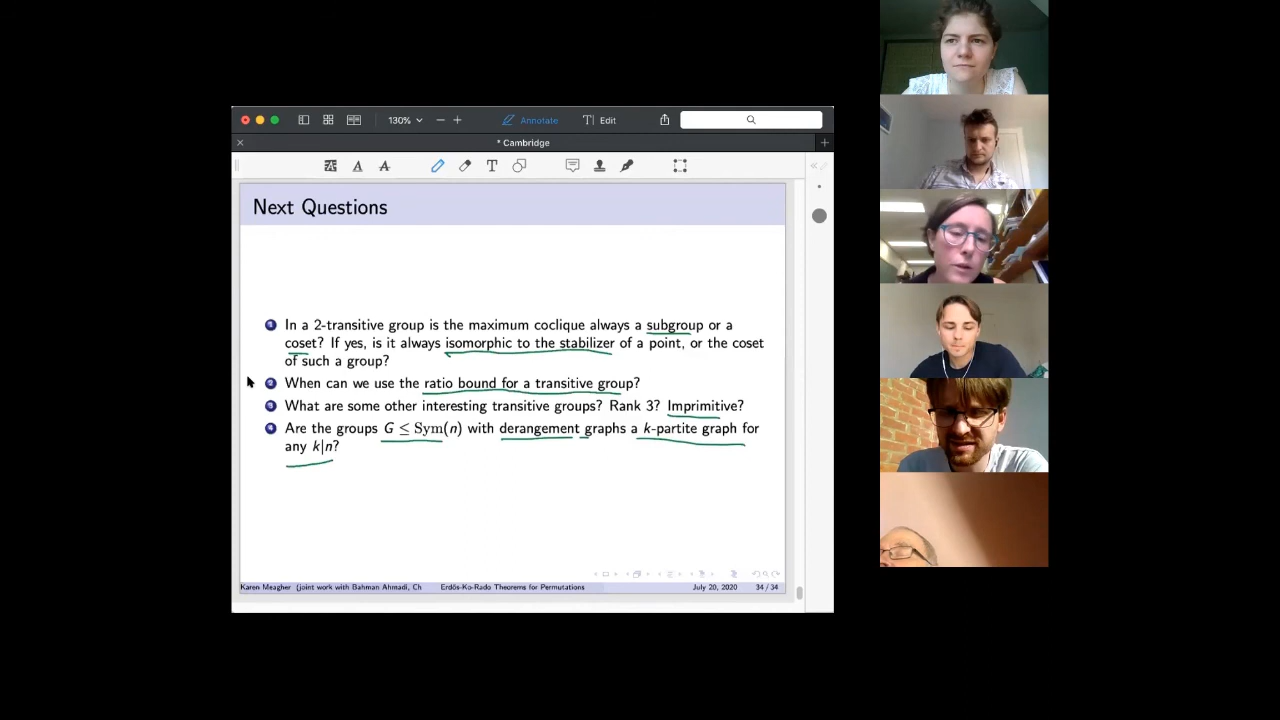 130%
Annotate
Edit
* Cambridge
Next Questions
1 In a 2-transitive group is the maximum coclique always a subgroup or a
coset? If yes, is it always isomorphic to the stabilizer of a point, or the coset
of such a group?
2 When can we use the ratio bound for a transitive group?
3 What are some other interesting transitive groups? Rank 3? Imprimitive?
4 Are the groups G ≤ Sym(n) with derangement graphs a k-partite graph for
any k|n?
Karen Meagher (joint work with Bahman Ahmadi, Ch Erdős-Ko-Rado Theorems for Permutations July 20, 2020 34 / 34